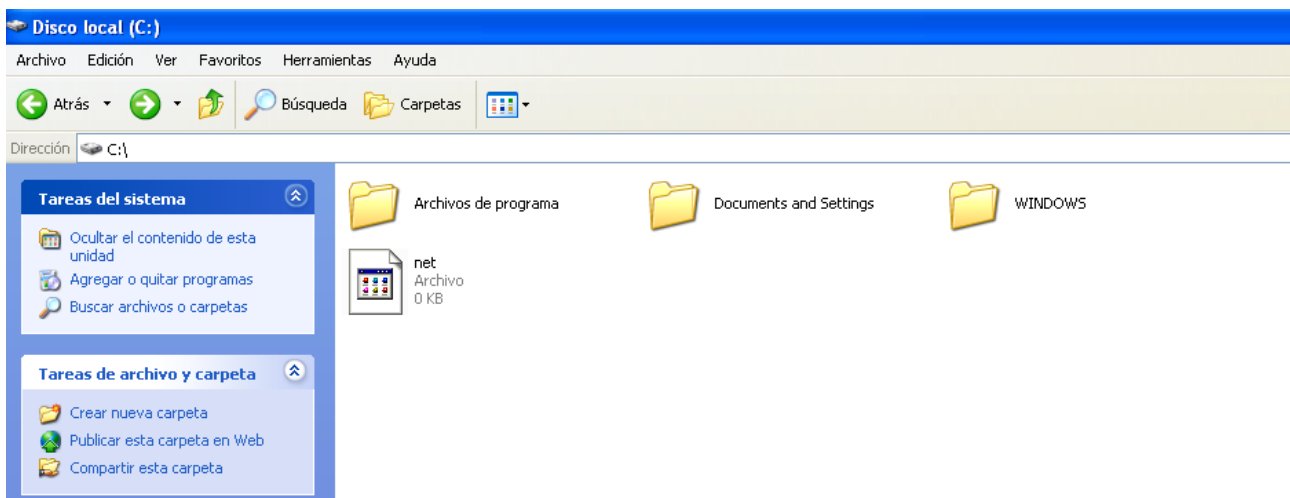 Disco local (C:)
Archivo Edición Ver Favoritos Herramientas Ayuda
Atrás Búsqueda Carpetas
Dirección C:\
Tareas del sistema
Ocultar el contenido de esta
unidad
Agregar o quitar programas
Buscar archivos o carpetas
Tareas de archivo y carpeta
Crear nueva carpeta
Publicar esta carpeta en Web
Compartir esta carpeta
Archivos de programa Documents and Settings WINDOWS
net
Archivo
0 KB